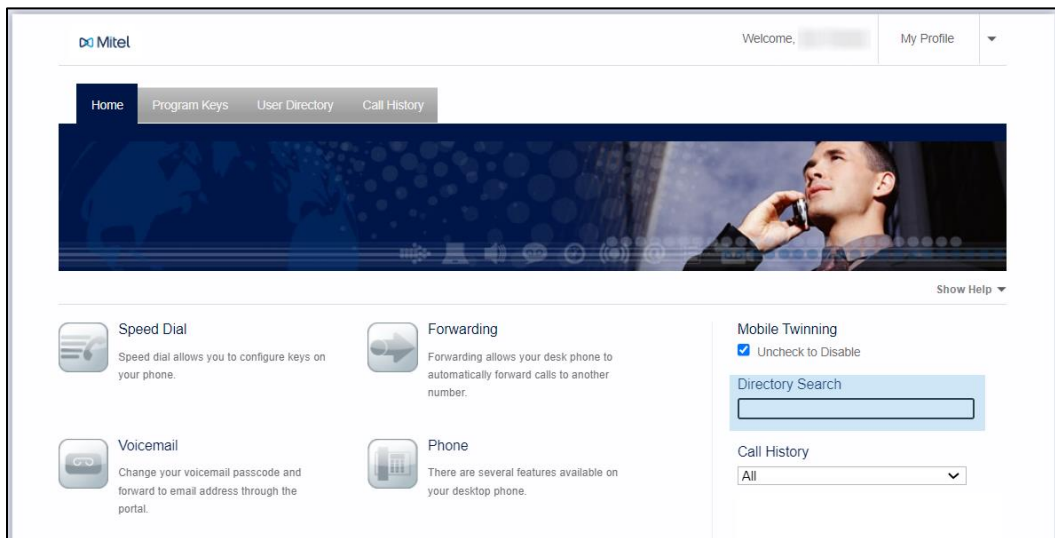 Mitel
Welcome,
My Profile
Home
Program Keys
User Directory
Call History
Show Help
Speed Dial
Speed dial allows you to configure keys on
your phone.
Forwarding
Forwarding allows your desk phone to
automatically forward calls to another
number.
Mobile Twinning
Uncheck to Disable
Directory Search
Voicemail
Change your voicemail passcode and
forward to email address through the
portal.
Phone
There are several features available on
your desktop phone.
Call History
All